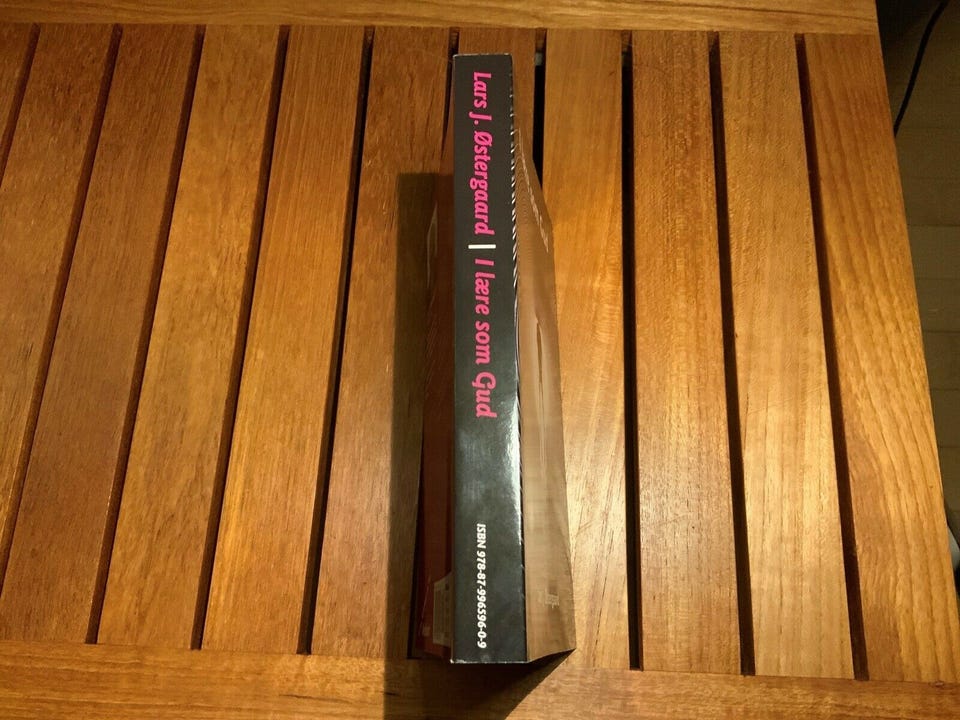 Lars J. Østergaard | I lære som Gud
ISBN 978-87-996596-0-9